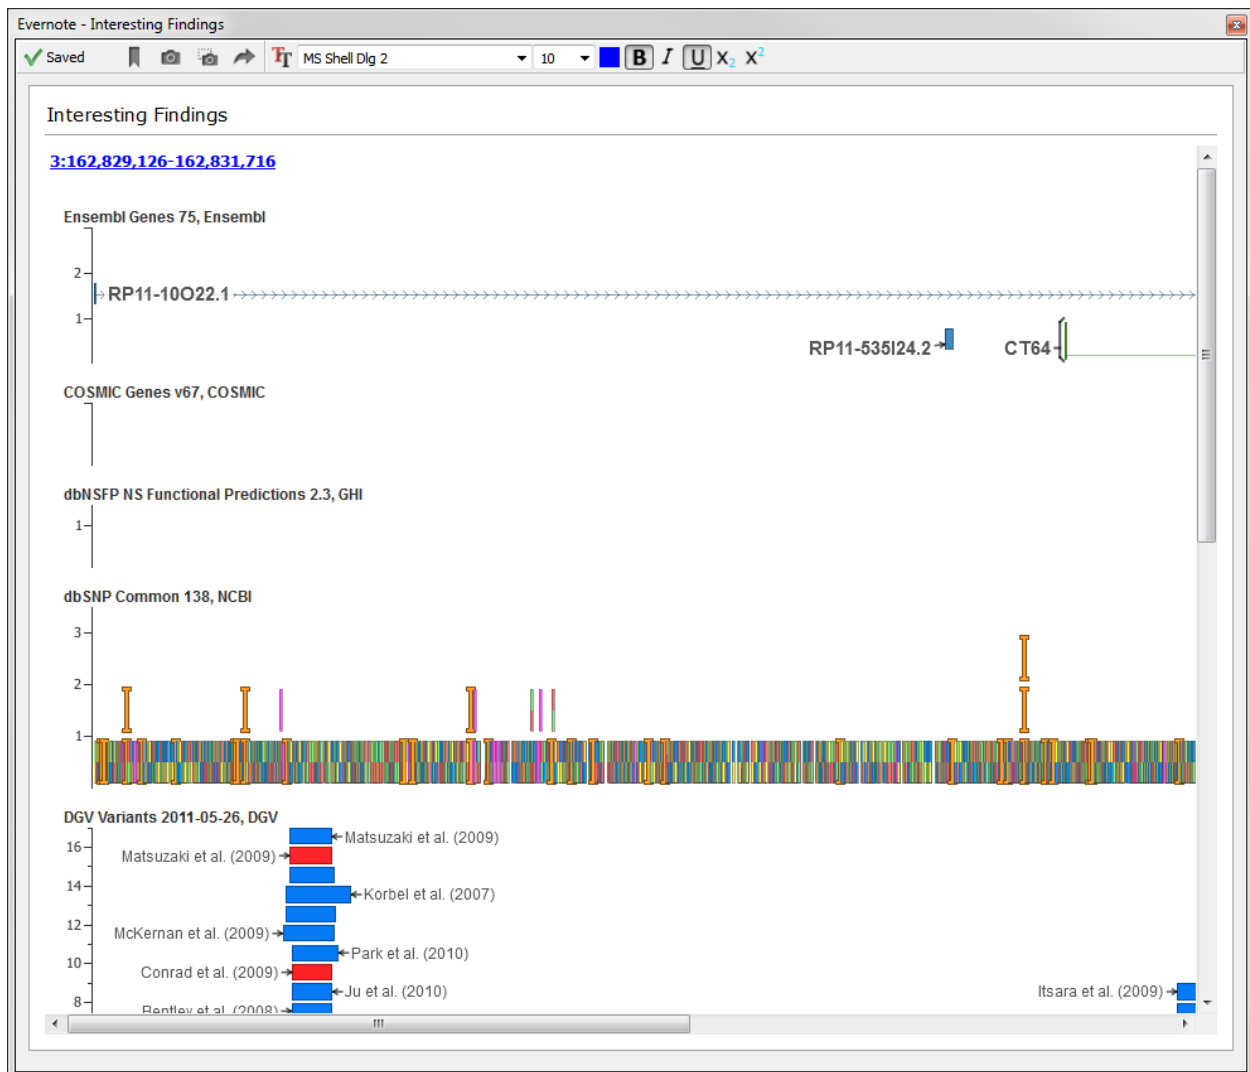 Evernote - Interesting Findings
Saved
MS Shell Dlg 2
10
B I U X2 X2
Interesting Findings
3:162,829,126-162,831,716
Ensembl Genes 75, Ensembl
2
RP11-10O22.1
1
RP11-535I24.2
CT64
COSMIC Genes v67, COSMIC
dbNSFP NS Functional Predictions 2.3, GHI
1
dbSNP Common 138, NCBI
3
2
1
DGV Variants 2011-05-26, DGV
16
Matsuzaki et al. (2009)
Matsuzaki et al. (2009)
14
Korbel et al. (2007)
12
McKernan et al. (2009)
Park et al. (2010)
10
Conrad et al. (2009)
Ju et al. (2010)
Itsara et al. (2009)
8
Bentley et al. (2008)